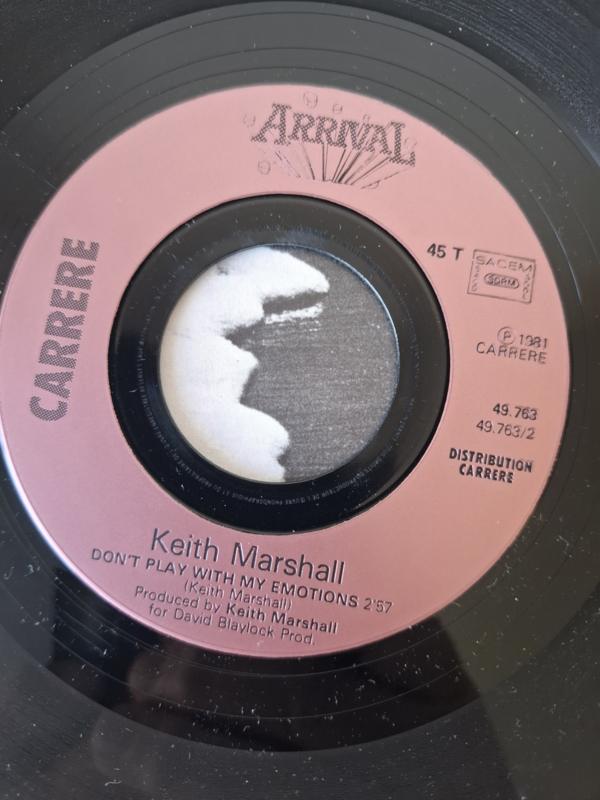 ARRIVAL
CARRERE
45 T
SACEM
SDRM
Ⓟ 1981
CARRERE
49.763
49.763/2
DISTRIBUTION
CARRERE
Keith Marshall
DON'T PLAY WITH MY EMOTIONS 2'57
(Keith Marshall)
Produced by Keith Marshall
for David Blaylock Prod.